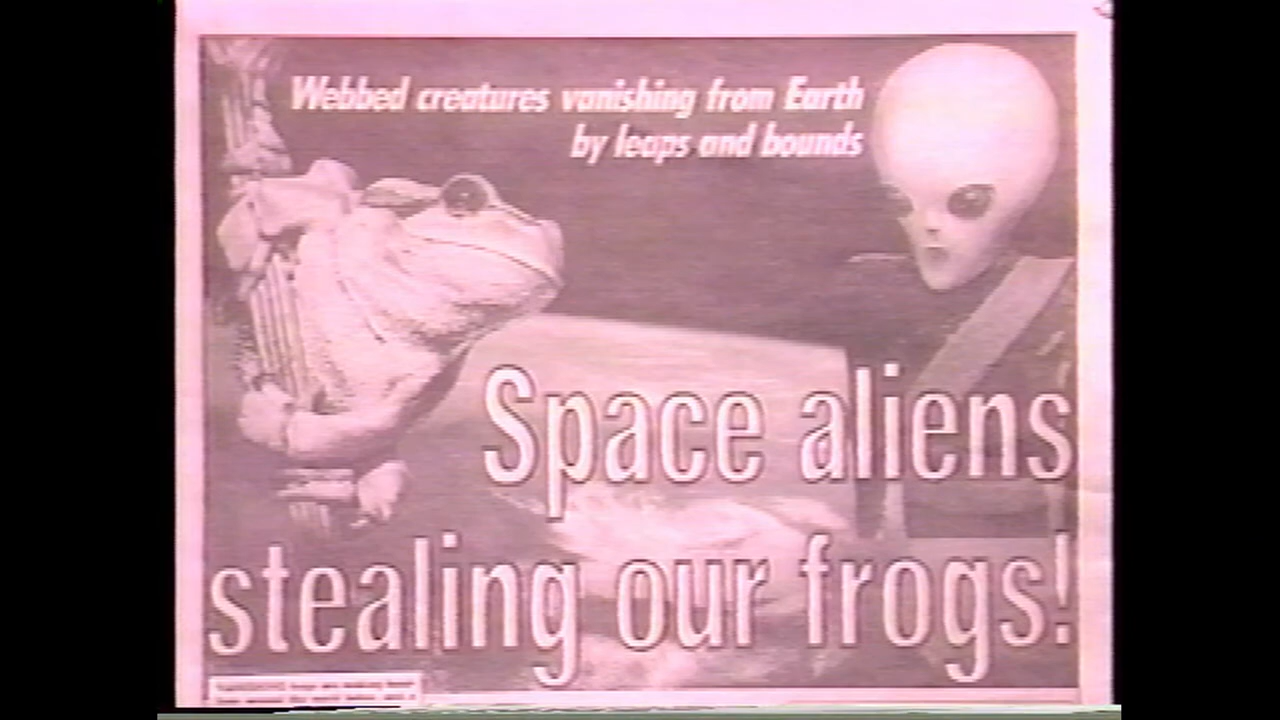 Webbed creatures vanishing from Earth
by leaps and bounds
Space aliens
stealing our frogs!